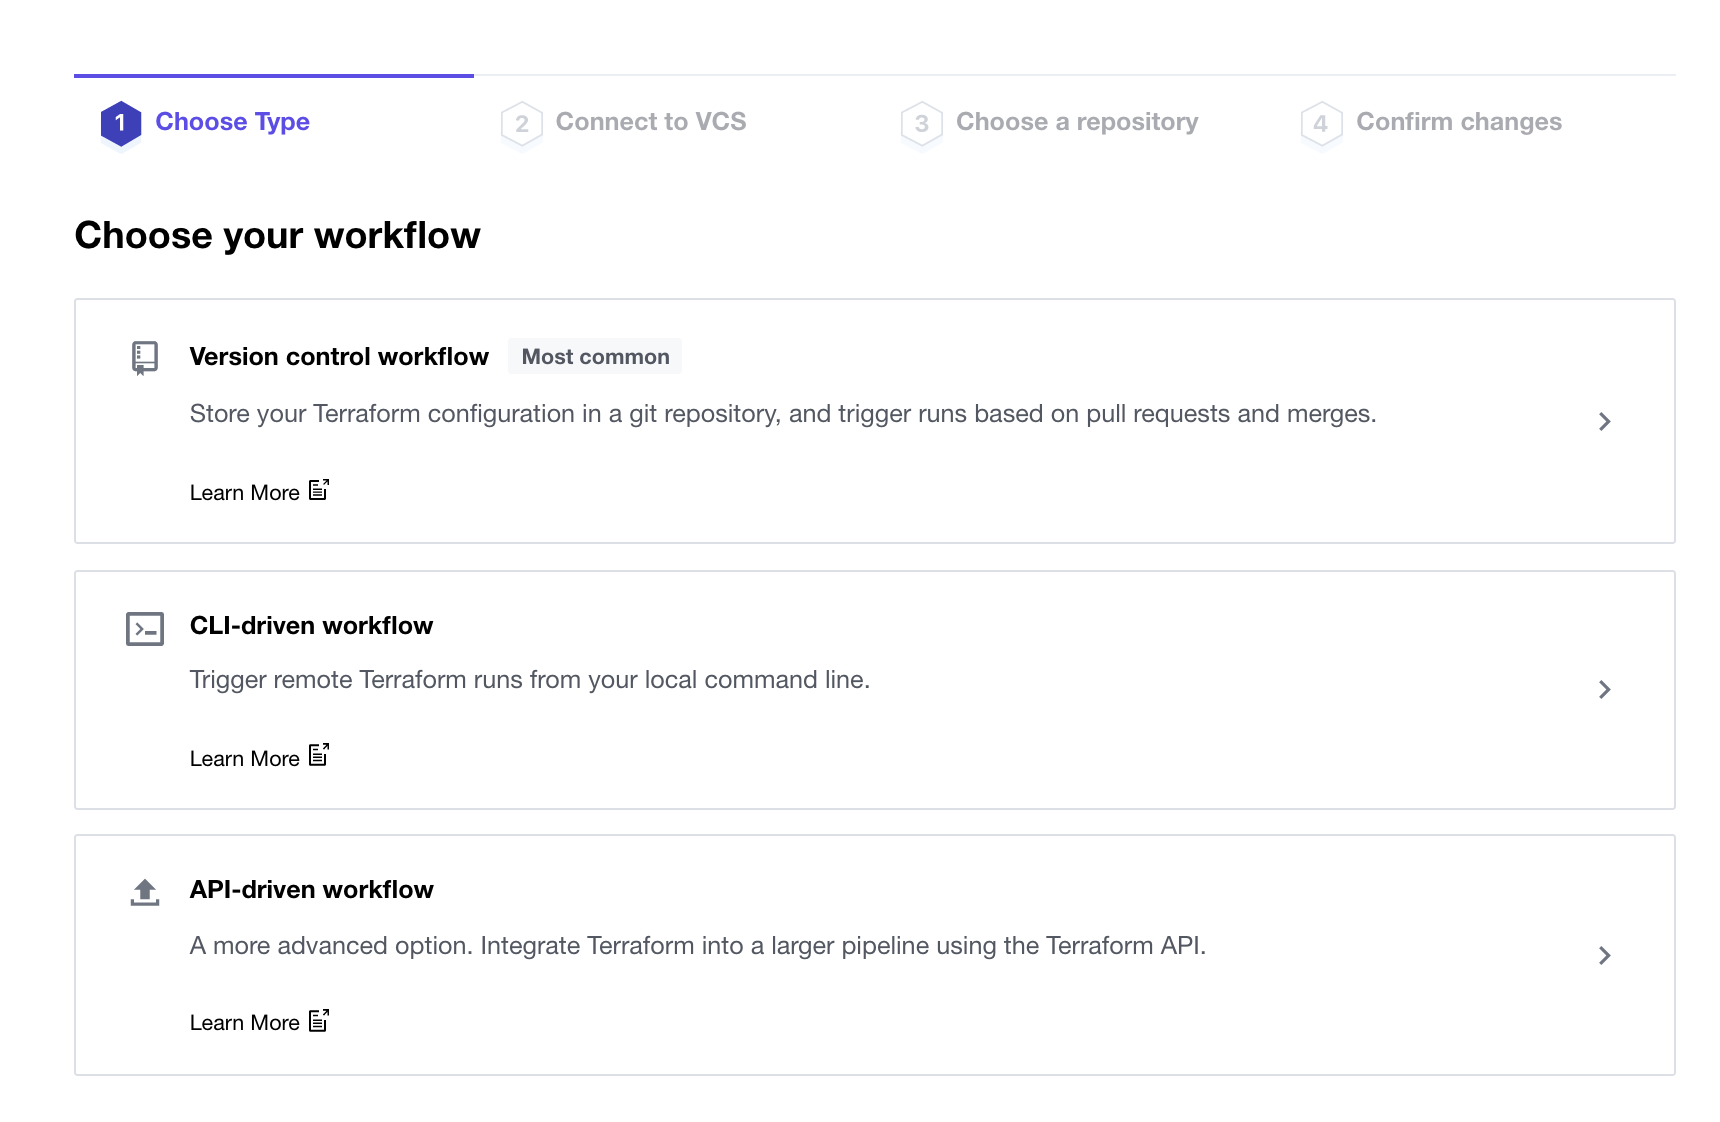 1 Choose Type
2 Connect to VCS
3 Choose a repository
4 Confirm changes
Choose your workflow
Version control workflow Most common
Store your Terraform configuration in a git repository, and trigger runs based on pull requests and merges.
Learn More
CLI-driven workflow
Trigger remote Terraform runs from your local command line.
Learn More
API-driven workflow
A more advanced option. Integrate Terraform into a larger pipeline using the Terraform API.
Learn More